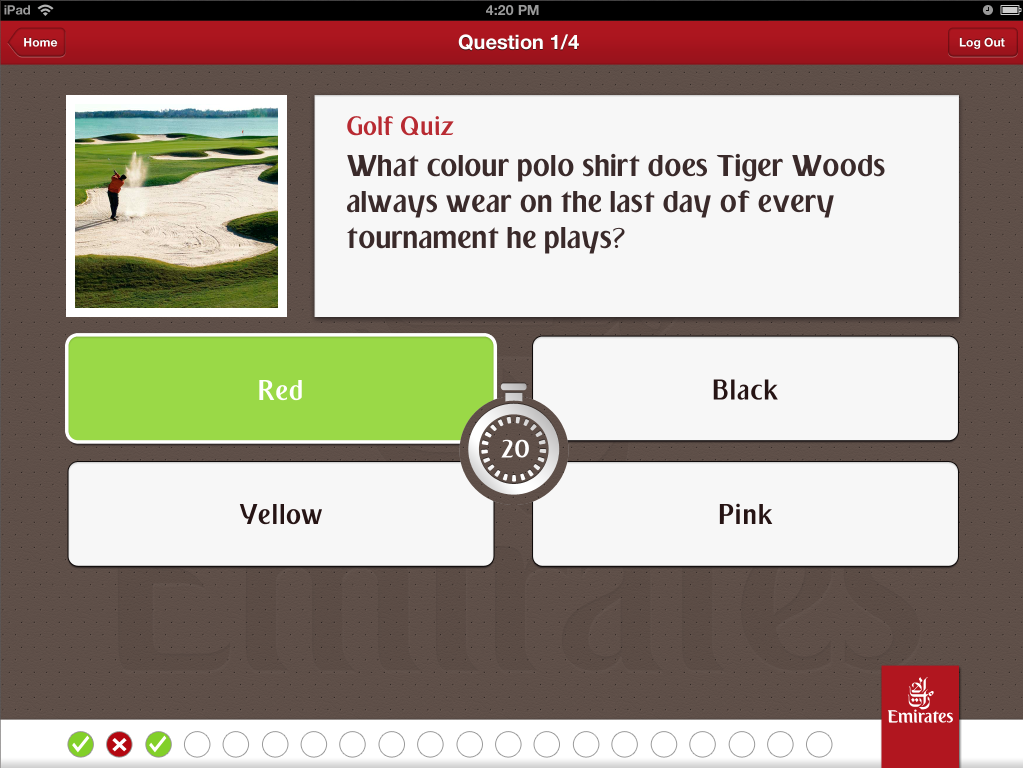 iPad
4:20 PM
Home
Question 1/4
Log Out
Golf Quiz
What colour polo shirt does Tiger Woods
always wear on the last day of every
tournament he plays?
Red
Black
20
Yellow
Pink
Emirates
Emirates